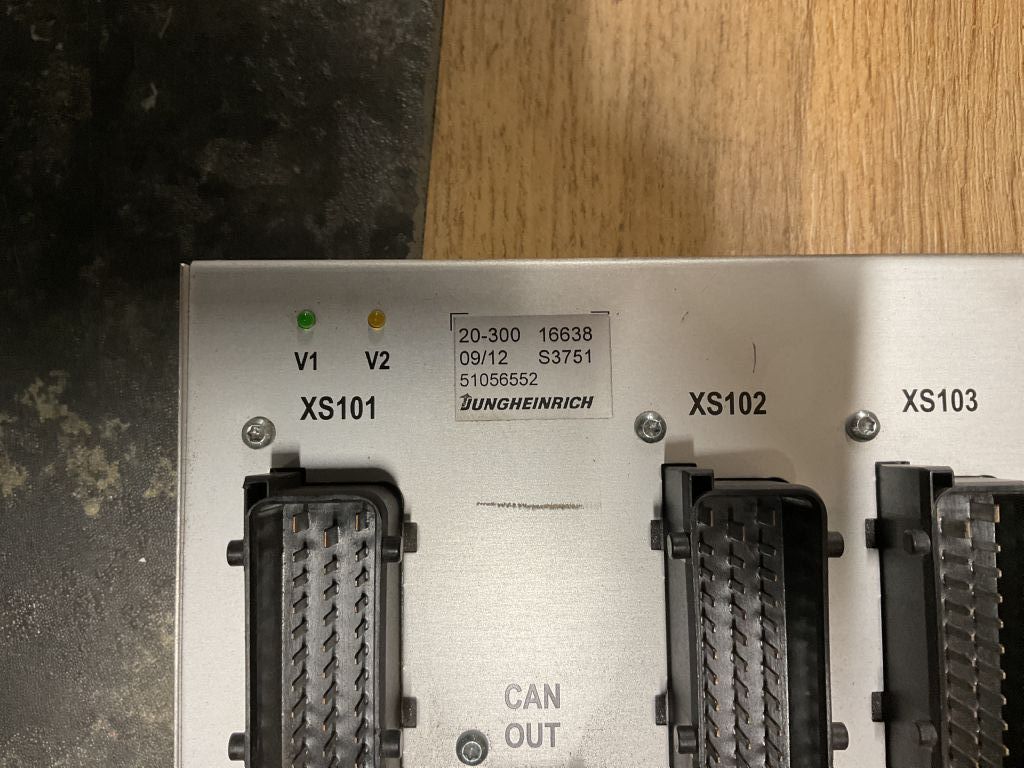 V1
V2
XS101
20-300 16638
09/12 S3751
51056552
JUNGHEINRICH
XS102
XS103
CAN
OUT